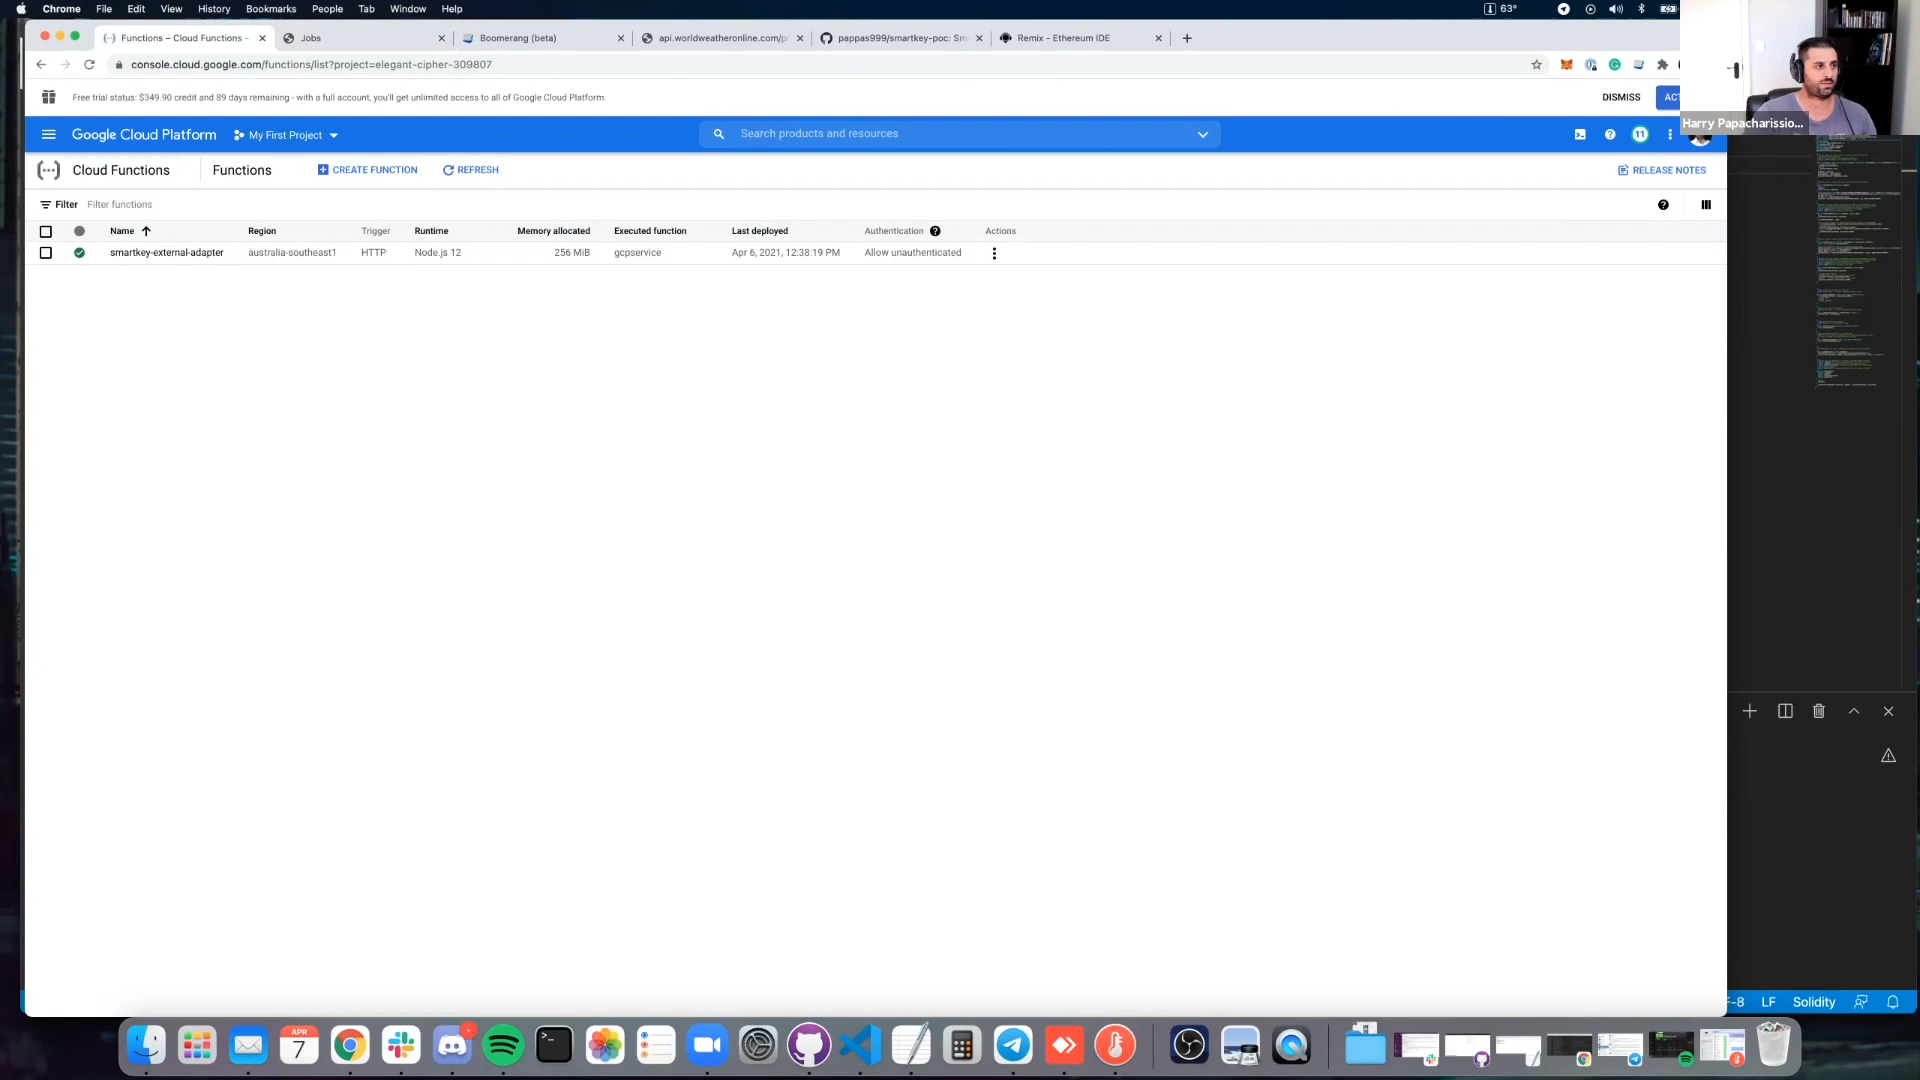 Chrome File Edit View History Bookmarks People Tab Window Help
63°
Functions – Cloud Functions –
Jobs
Boomerang (beta)
api.worldweatheronline.com/p
pappas999/smartkey-poc: Sm
Remix - Ethereum IDE
console.cloud.google.com/functions/list?project=elegant-cipher-309807
Free trial status: $349.90 credit and 89 days remaining - with a full account, you'll get unlimited access to all of Google Cloud Platform.
DISMISS
ACT
Harry Papacharissio...
Google Cloud Platform
My First Project
Search products and resources
11
Cloud Functions
Functions
CREATE FUNCTION
REFRESH
RELEASE NOTES
Filter Filter functions
Name Region Trigger Runtime Memory allocated Executed function Last deployed Authentication Actions
smartkey-external-adapter australia-southeast1 HTTP Node.js 12 256 MiB gcpservice Apr 6, 2021, 12:38:19 PM Allow unauthenticated
F-8 LF Solidity
APR
7